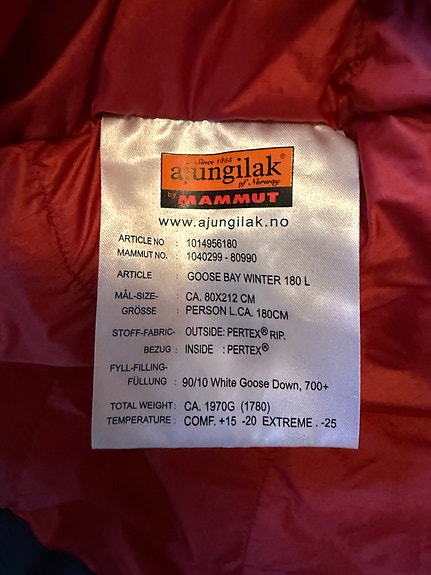 Since 1855
ajungilak®
of Norway
by MAMMUT
www.ajungilak.no
ARTICLE NO : 1014956180
MAMMUT NO. : 1040299 - 80990
ARTICLE : GOOSE BAY WINTER 180 L
MÅL-SIZE- : CA. 80X212 CM
GRÖSSE : PERSON L.CA. 180CM
STOFF-FABRIC- OUTSIDE: PERTEX® RIP.
BEZUG : INSIDE : PERTEX®
FYLL-FILLING-
FÜLLUNG : 90/10 White Goose Down, 700+
TOTAL WEIGHT : CA. 1970G (1780)
TEMPERATURE : COMF. +15 -20 EXTREME . -25